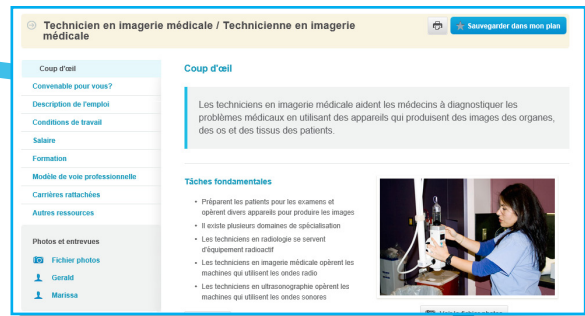 Technicien en imagerie médicale / Technicienne en imagerie
médicale
Sauvegarder dans mon plan
Coup d'œil
Convenable pour vous?
Description de l'emploi
Conditions de travail
Salaire
Formation
Modèle de voie professionnelle
Carrières rattachées
Autres ressources
Photos et entrevues
Fichier photos
Gerald
Marissa
Coup d'œil
Les techniciens en imagerie médicale aident les médecins à diagnostiquer les
problèmes médicaux en utilisant des appareils qui produisent des images des organes,
des os et des tissus des patients.
Tâches fondamentales
• Préparent les patients pour les examens et
opèrent divers appareils pour produire les images
• Il existe plusieurs domaines de spécialisation
• Les techniciens en radiologie se servent
d'équipement radioactif
• Les techniciens en imagerie médicale opèrent les
machines qui utilisent les ondes radio
• Les techniciens en ultrasonographie opèrent les
machines qui utilisent les ondes sonores